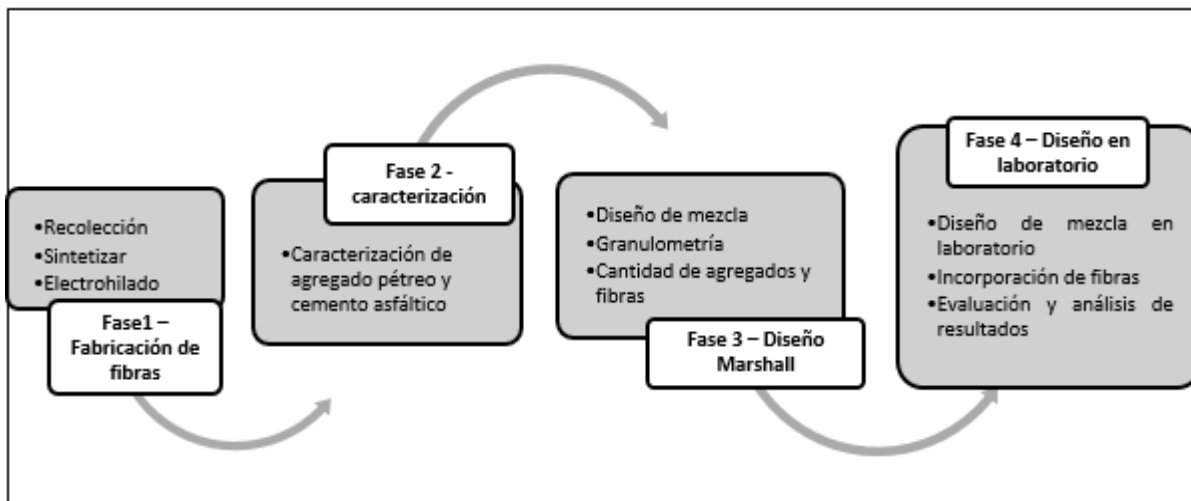 •Recolección
•Sintetizar
•Electrohilado
Fase1 –
Fabricación de
fibras
Fase 2 -
caracterización
•Caracterización de
agregado pétreo y
cemento asfáltico
•Diseño de mezcla
•Granulometría
•Cantidad de agregados y
fibras
Fase 3 – Diseño
Marshall
Fase 4 – Diseño en
laboratorio
•Diseño de mezcla en
laboratorio
•Incorporación de fibras
•Evaluación y análisis de
resultados